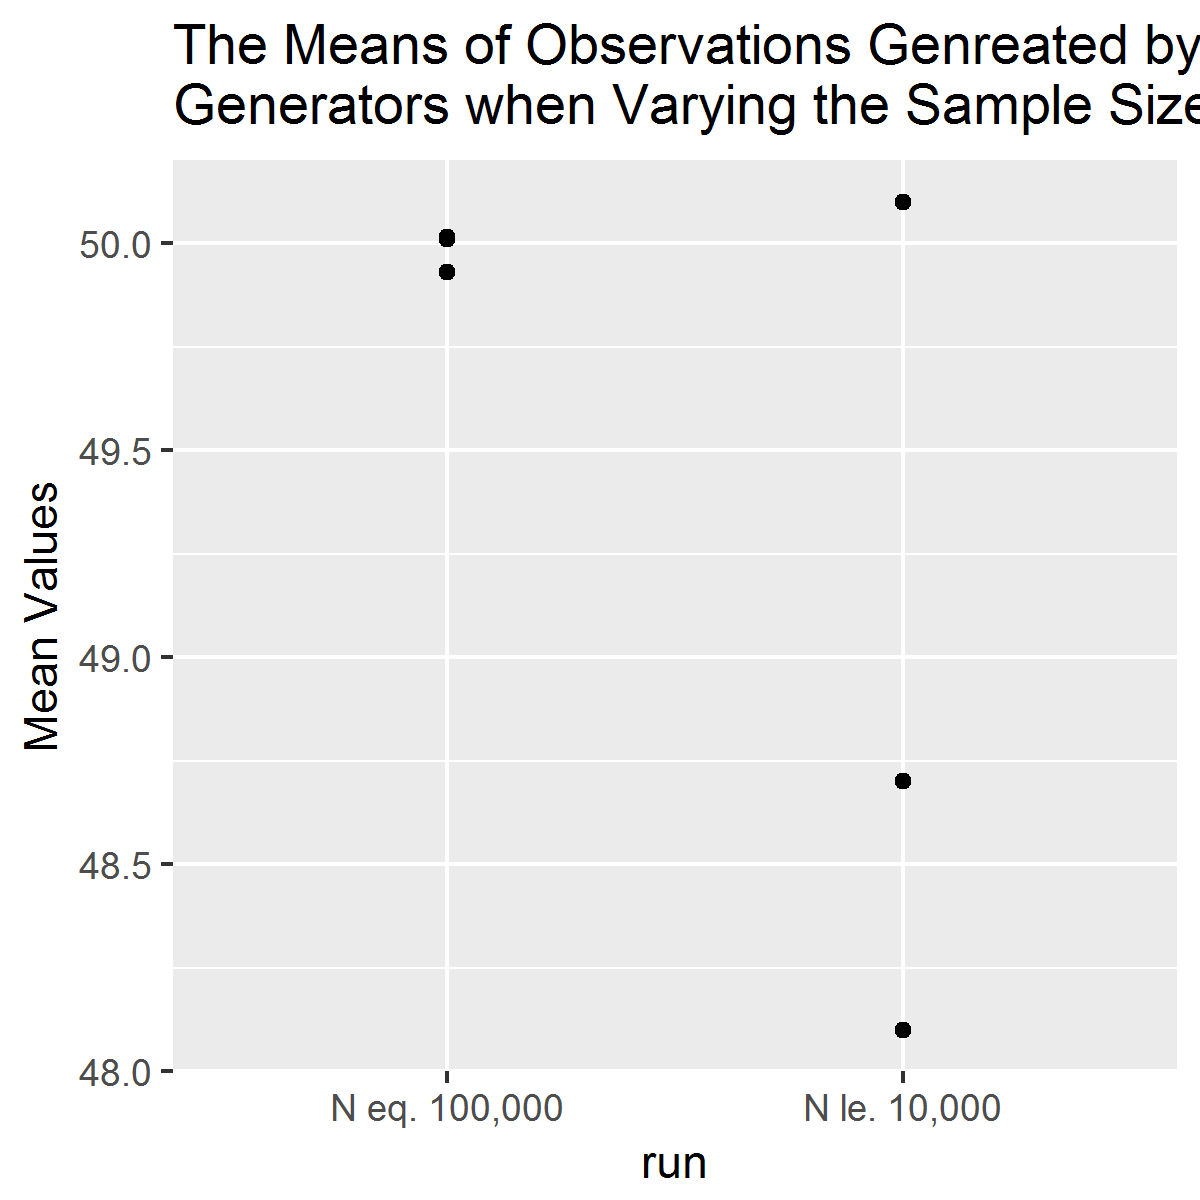 The Means of Observations Genreated by
Generators when Varying the Sample Size
Mean Values
50.0
49.5
49.0
48.5
48.0
N eq. 100,000
N le. 10,000
run